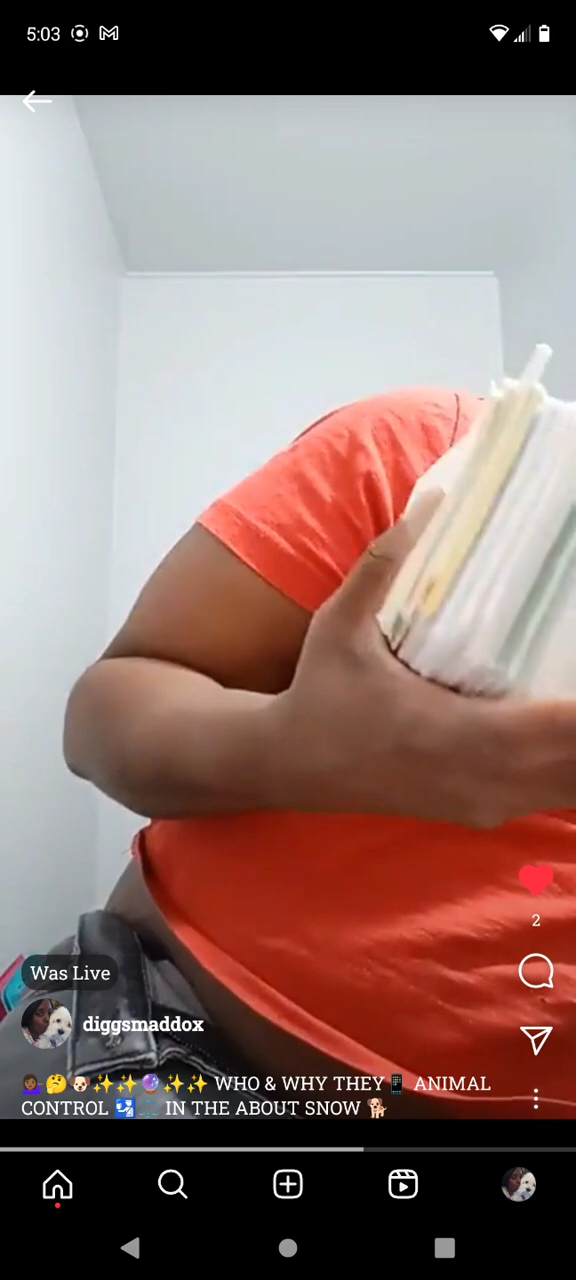 5:03
Was Live
diggsmaddox
2
💁🏾‍♀️🤔🐶✨✨🔮✨✨ WHO & WHY THEY📱 ANIMAL
CONTROL 🛂⚖️ IN THE ABOUT SNOW 🐕